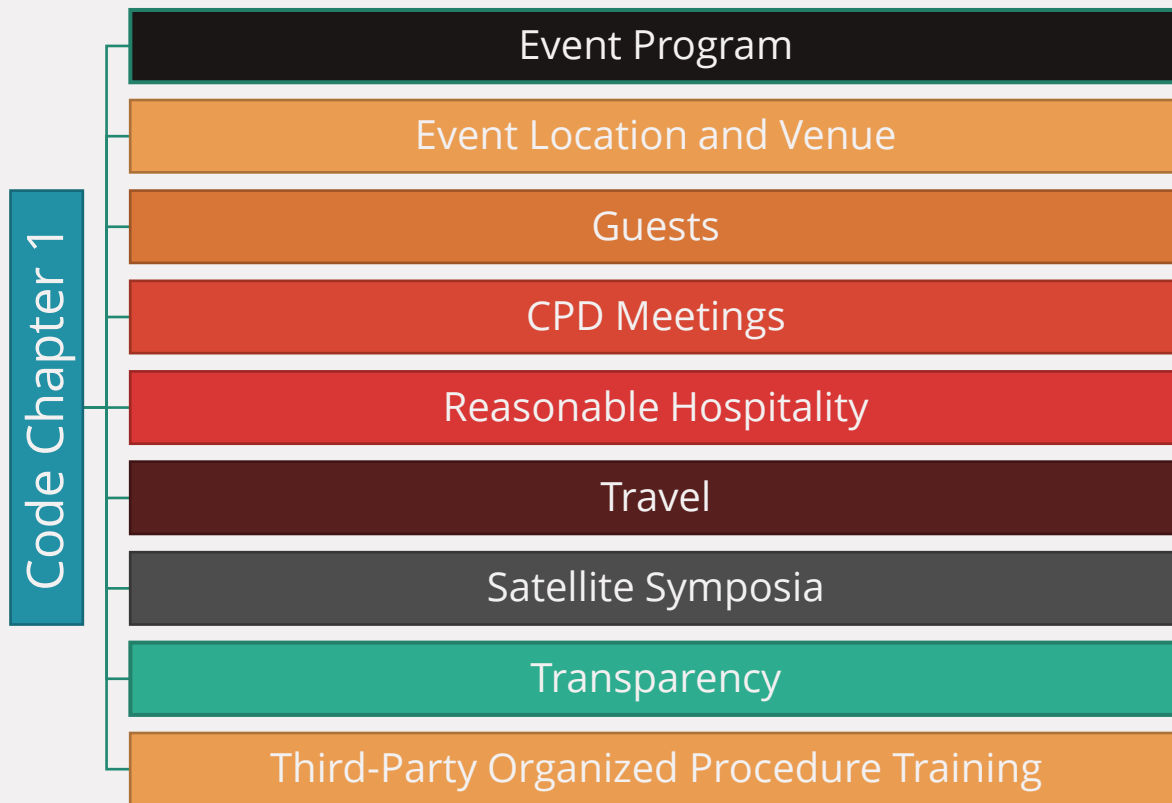 Code Chapter 1
Event Program
Event Location and Venue
Guests
CPD Meetings
Reasonable Hospitality
Travel
Satellite Symposia
Transparency
Third-Party Organized Procedure Training